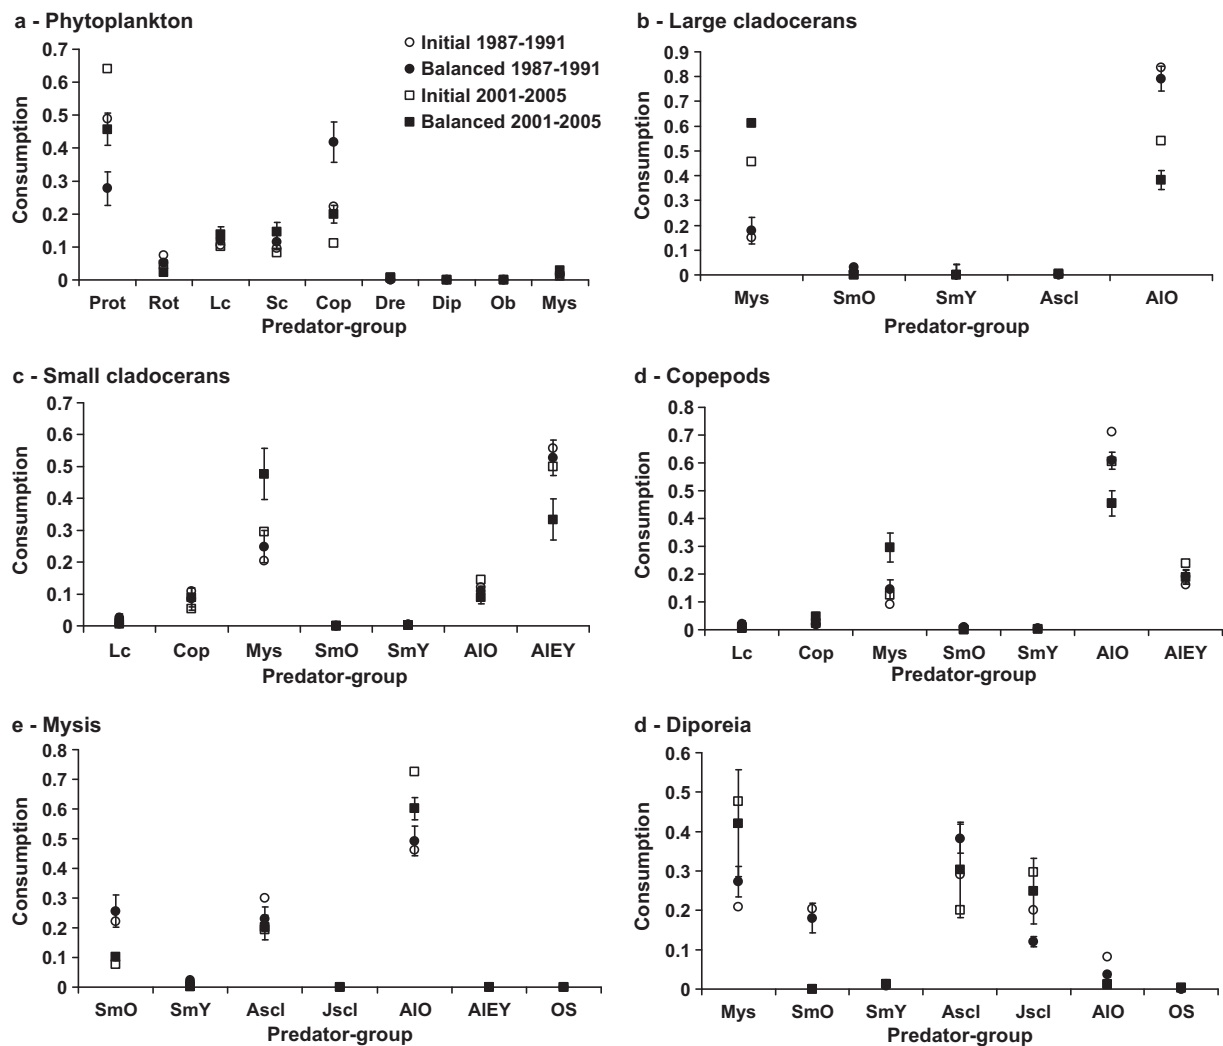 a - Phytoplankton
Initial 1987-1991
Balanced 1987-1991
Initial 2001-2005
Balanced 2001-2005
0.7
0.6
0.5
0.4
0.3
0.2
0.1
0
Consumption
Prot Rot Lc Sc Cop Dre Dip Ob Mys
Predator-group
b - Large cladocerans
0.9
0.8
0.7
0.6
0.5
0.4
0.3
0.2
0.1
0
Consumption
Mys SmO SmY Ascl AlO
Predator-group
c - Small cladocerans
0.7
0.6
0.5
0.4
0.3
0.2
0.1
0
Consumption
Lc Cop Mys SmO SmY AlO AlEY
Predator-group
d - Copepods
0.8
0.7
0.6
0.5
0.4
0.3
0.2
0.1
0
Consumption
Lc Cop Mys SmO SmY AlO AlEY
Predator-group
e - Mysis
0.8
0.7
0.6
0.5
0.4
0.3
0.2
0.1
0
Consumption
SmO SmY Ascl Jscl AlO AlEY OS
Predator-group
d - Diporeia
0.6
0.5
0.4
0.3
0.2
0.1
0
Consumption
Mys SmO SmY Ascl Jscl AlO OS
Predator-group